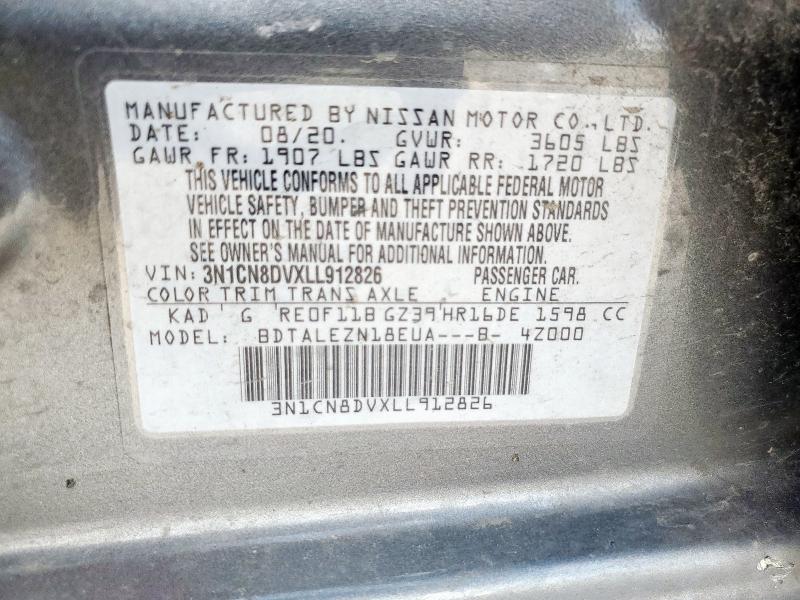 MANUFACTURED BY NISSAN MOTOR CO., LTD.
DATE: 08/20. GVWR: 3605 LBS
GAWR FR: 1907 LBS GAWR RR: 1720 LBS
THIS VEHICLE CONFORMS TO ALL APPLICABLE FEDERAL MOTOR
VEHICLE SAFETY, BUMPER AND THEFT PREVENTION STANDARDS
IN EFFECT ON THE DATE OF MANUFACTURE SHOWN ABOVE.
SEE OWNER'S MANUAL FOR ADDITIONAL INFORMATION.
VIN: 3N1CN8DVXLL912826 PASSENGER CAR.
COLOR TRIM TRANS AXLE ENGINE
KAD G RE0F11B GZ39 HR16DE 1598 CC
MODEL: BDTALEZN18EUA---B- 4Z000
3N1CN8DVXLL912826